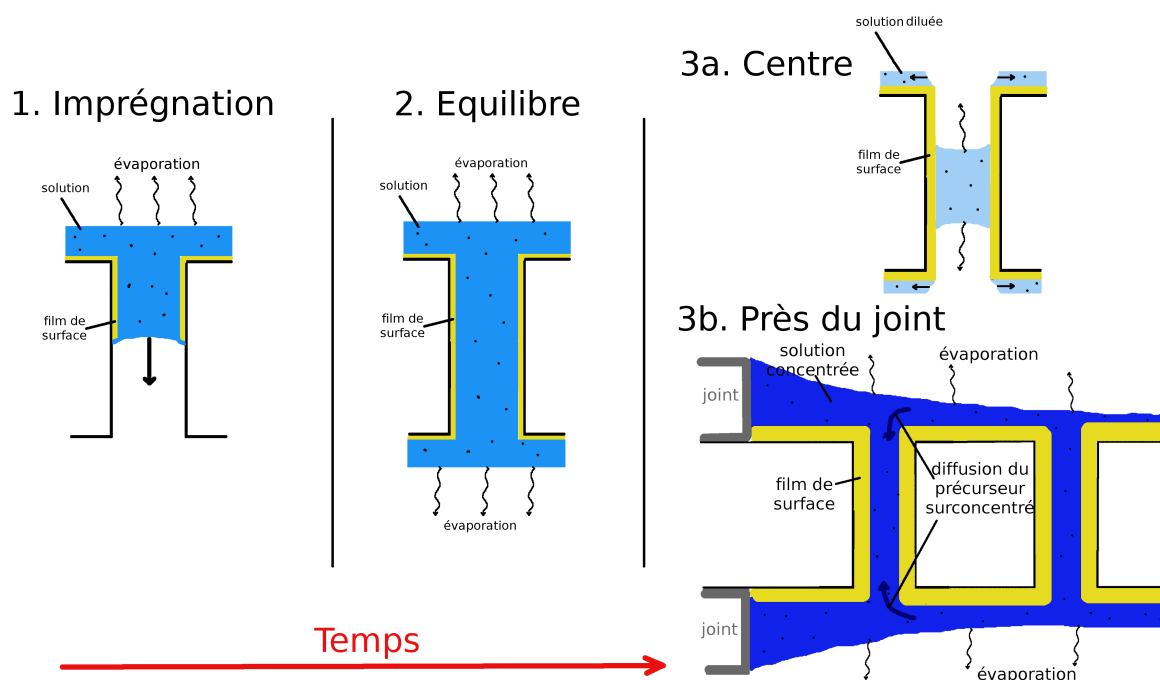 1. Imprégnation
évaporation
solution
film de
surface
2. Equilibre
évaporation
solution
film de
surface
évaporation
3a. Centre
solution diluée
film de
surface
3b. Près du joint
solution
concentrée
évaporation
joint
film de
surface
diffusion du
précurseur
surconcentré
joint
évaporation
Temps